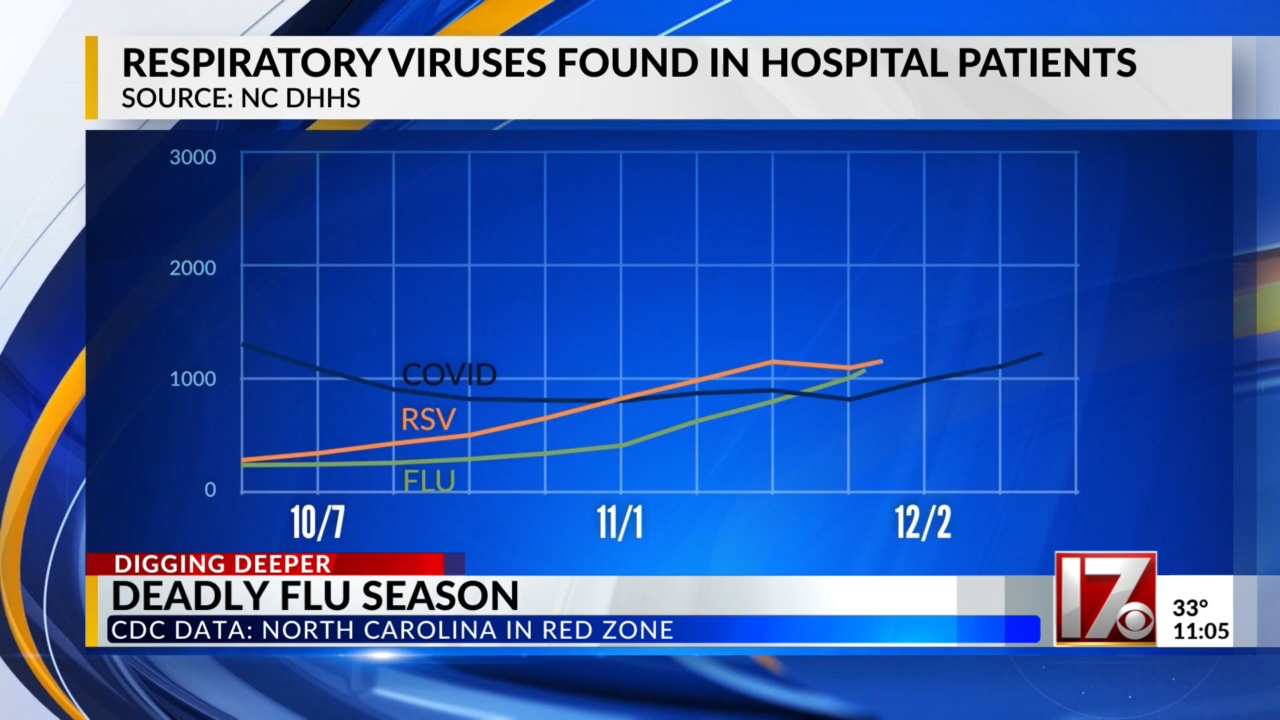 RESPIRATORY VIRUSES FOUND IN HOSPITAL PATIENTS
SOURCE: NC DHHS
3000
2000
1000
0
COVID
RSV
FLU
10/7
11/1
12/2
DIGGING DEEPER
DEADLY FLU SEASON
CDC DATA: NORTH CAROLINA IN RED ZONE
17
33°
11:05